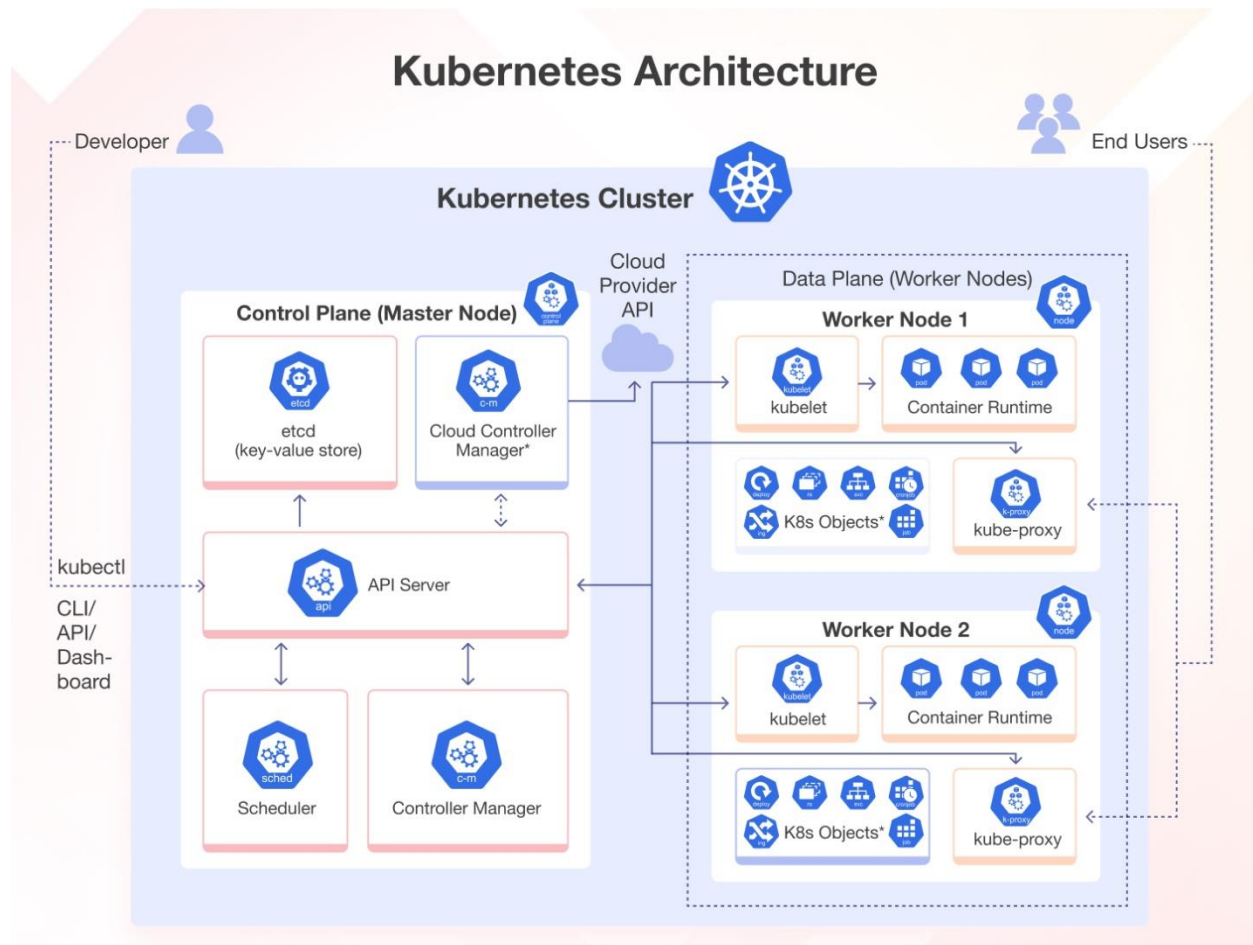 Kubernetes Architecture
Developer
End Users
Kubernetes Cluster
Cloud
Provider
API
Control Plane (Master Node)
control
plane
etcd
etcd
(key-value store)
c-m
Cloud Controller
Manager*
kubectl
CLI/
API/
Dash-
board
api
API Server
sched
Scheduler
c-m
Controller Manager
Data Plane (Worker Nodes)
Worker Node 1
node
kubelet
kubelet
pod pod pod
Container Runtime
deploy rs svc cronjob
ing K8s Objects* job
k-proxy
kube-proxy
Worker Node 2
node
kubelet
kubelet
pod pod pod
Container Runtime
deploy rs svc cronjob
ing K8s Objects* job
k-proxy
kube-proxy